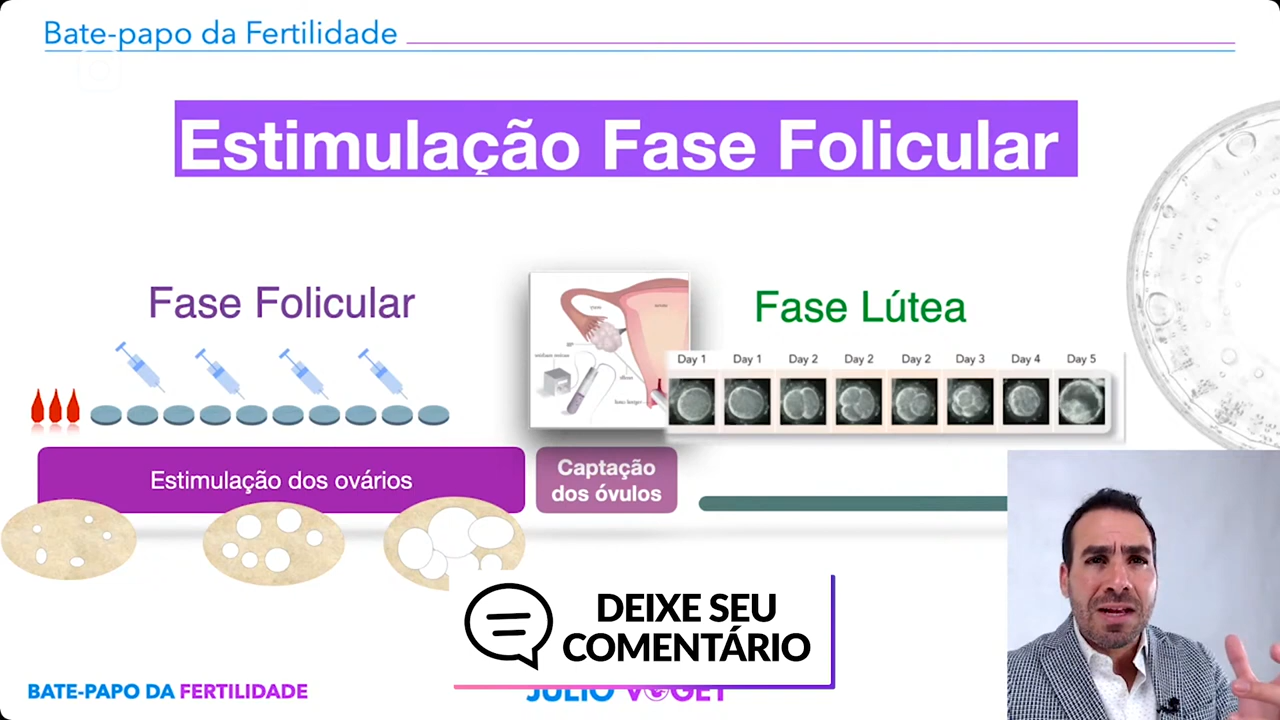 Bate-papo da Fertilidade
Estimulação Fase Folicular
Fase Folicular
Fase Lútea
Day 1
Day 1
Day 2
Day 2
Day 2
Day 3
Day 4
Day 5
Estimulação dos ovários
Captação
dos óvulos
DEIXE SEU
COMENTÁRIO
BATE-PAPO DA FERTILIDADE
JULIO VOGET